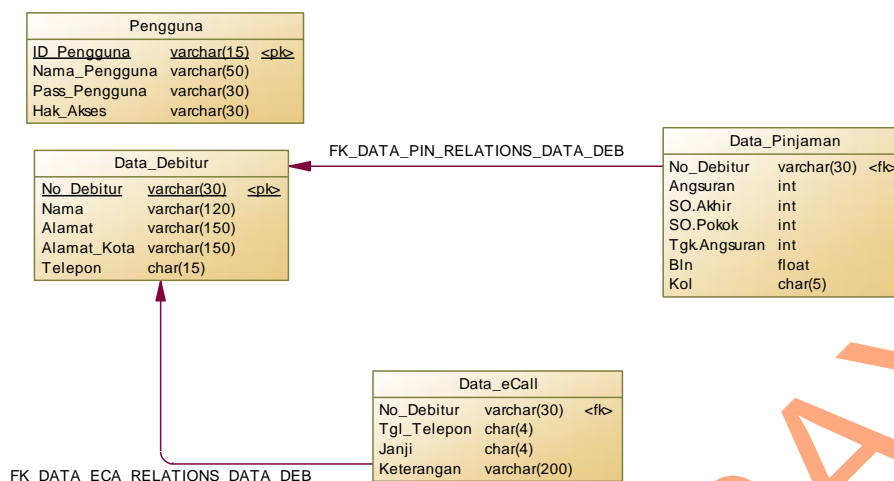 Pengguna
ID_Pengguna varchar(15) <pk>
Nama_Pengguna varchar(50)
Pass_Pengguna varchar(30)
Hak_Akses varchar(30)
FK_DATA_PIN_RELATIONS_DATA_DEB
Data_Debitur
No_Debitur varchar(30) <pk>
Nama varchar(120)
Alamat varchar(150)
Alamat_Kota varchar(150)
Telepon char(15)
Data_Pinjaman
No_Debitur varchar(30) <fk>
Angsuran int
SO.Akhir int
SO.Pokok int
Tgk.Angsuran int
Bln float
Kol char(5)
Data_eCall
No_Debitur varchar(30) <fk>
Tgl_Telepon char(4)
Janji char(4)
Keterangan varchar(200)
FK_DATA_ECA_RELATIONS_DATA_DEB